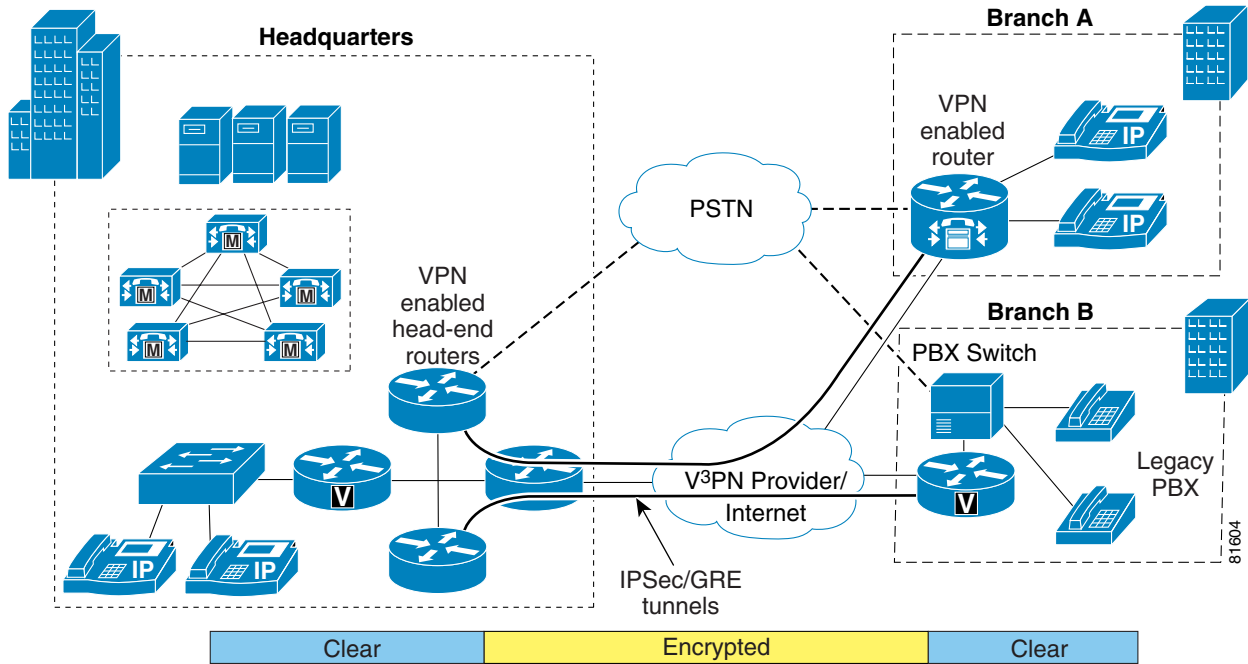 Headquarters
Branch A
VPN
enabled
router
IP
IP
PSTN
M
M
M
M
M
VPN
enabled
head-end
routers
Branch B
PBX Switch
Legacy
PBX
V
V
V³PN Provider/
Internet
IP
IP
IPSec/GRE
tunnels
81604
Clear
Encrypted
Clear